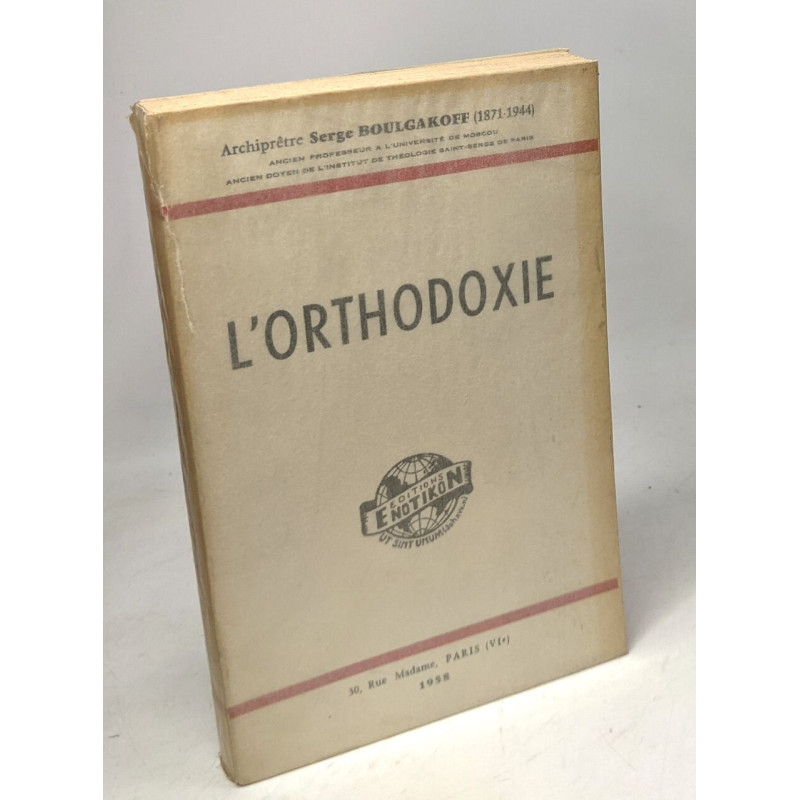 Archiprêtre Serge BOULGAKOFF (1871-1944)
ANCIEN PROFESSEUR A L'UNIVERSITÉ DE MOSCOU
ANCIEN DOYEN DE L'INSTITUT DE THÉOLOGIE SAINT-SERGE DE PARIS
L'ORTHODOXIE
EDITIONS
ENOTIKON
UT SINT UNUM
50, Rue Madame, PARIS (VIe)
1958